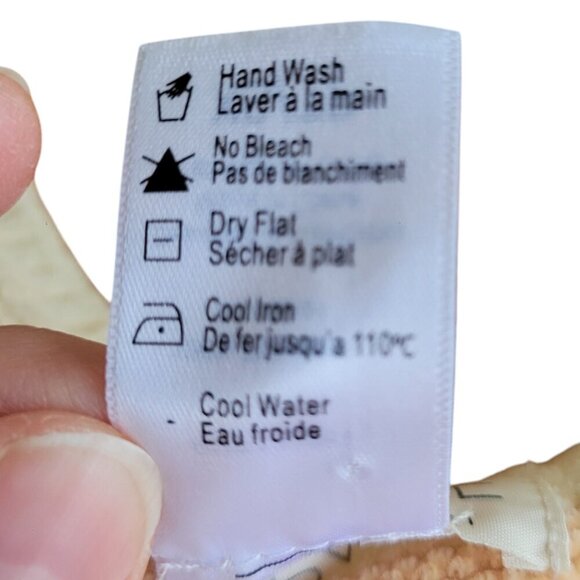 Hand Wash
Laver à la main
No Bleach
Pas de blanchiment
Dry Flat
Sécher à plat
Cool Iron
De fer jusqu'a 110℃
Cool Water
Eau froide